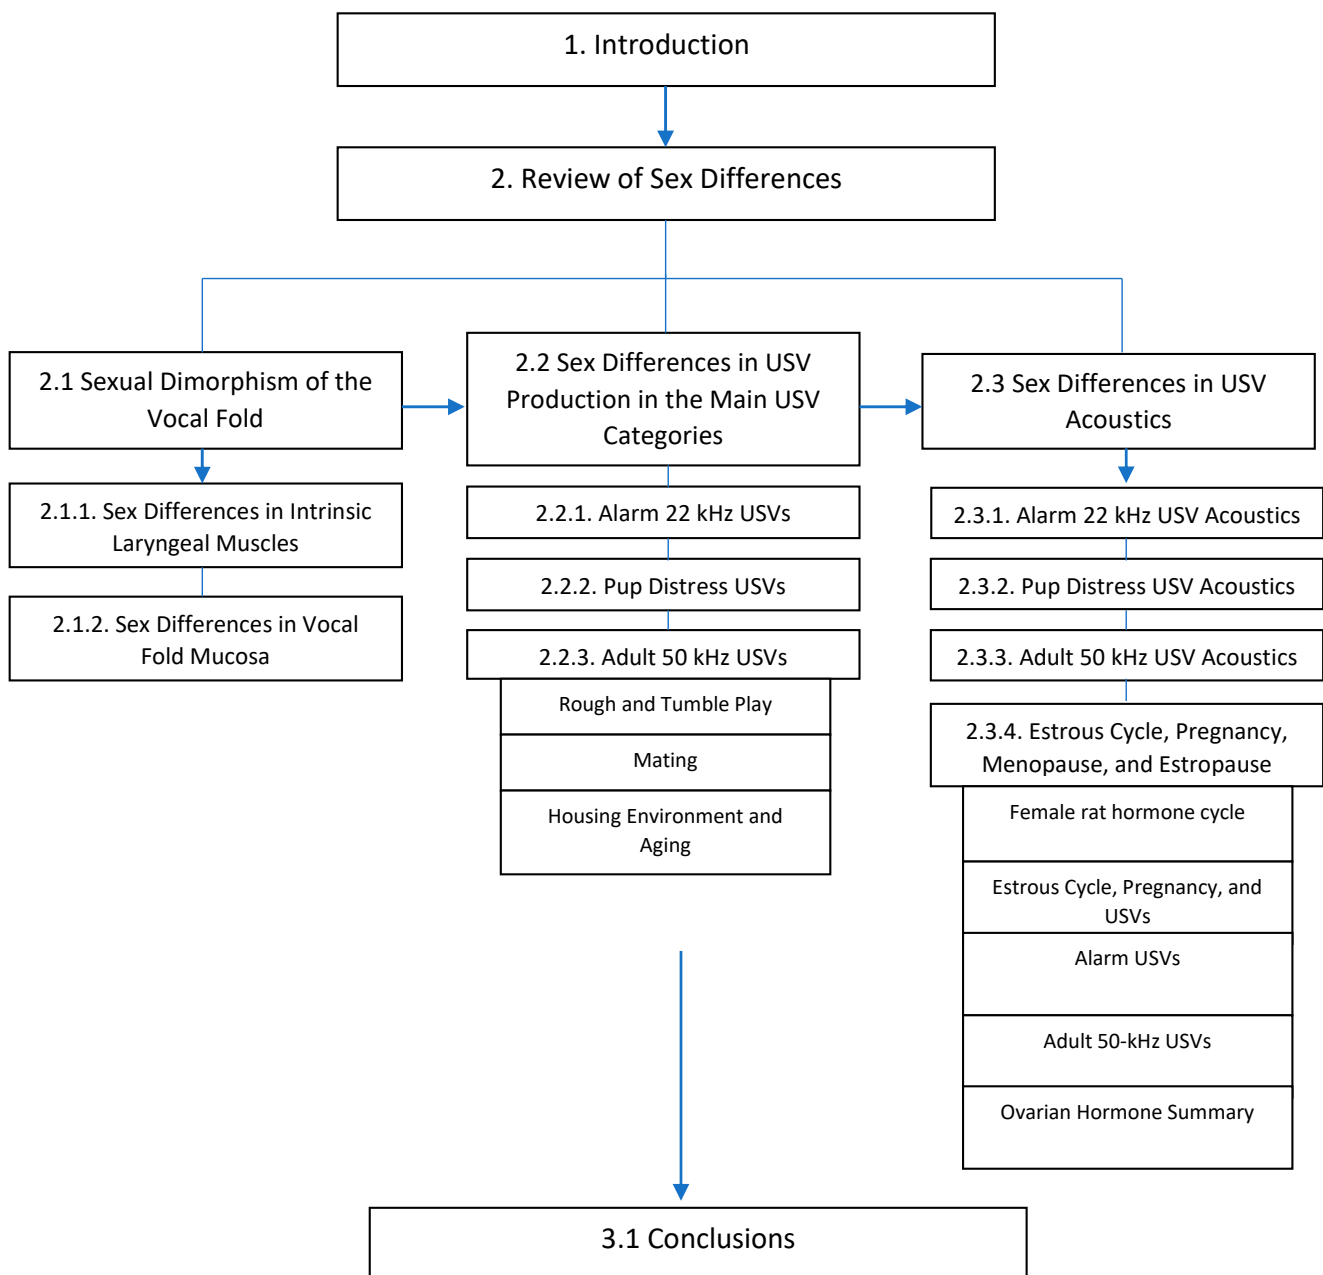 1. Introduction
2. Review of Sex Differences
2.1 Sexual Dimorphism of the
Vocal Fold
2.1.1. Sex Differences in Intrinsic
Laryngeal Muscles
2.1.2. Sex Differences in Vocal
Fold Mucosa
2.2 Sex Differences in USV
Production in the Main USV
Categories
2.2.1. Alarm 22 kHz USVs
2.2.2. Pup Distress USVs
2.2.3. Adult 50 kHz USVs
Rough and Tumble Play
Mating
Housing Environment and
Aging
2.3 Sex Differences in USV
Acoustics
2.3.1. Alarm 22 kHz USV Acoustics
2.3.2. Pup Distress USV Acoustics
2.3.3. Adult 50 kHz USV Acoustics
2.3.4. Estrous Cycle, Pregnancy,
Menopause, and Estropause
Female rat hormone cycle
Estrous Cycle, Pregnancy, and
USVs
Alarm USVs
Adult 50-kHz USVs
Ovarian Hormone Summary
3.1 Conclusions